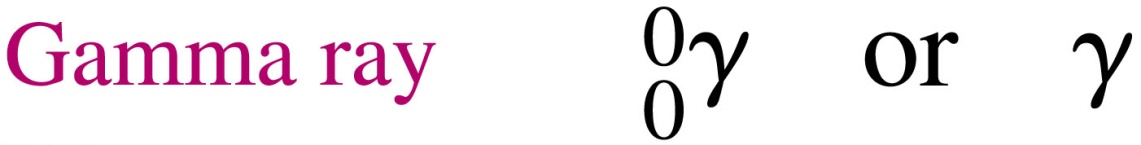 Gamma ray ⁰₀γ or γ